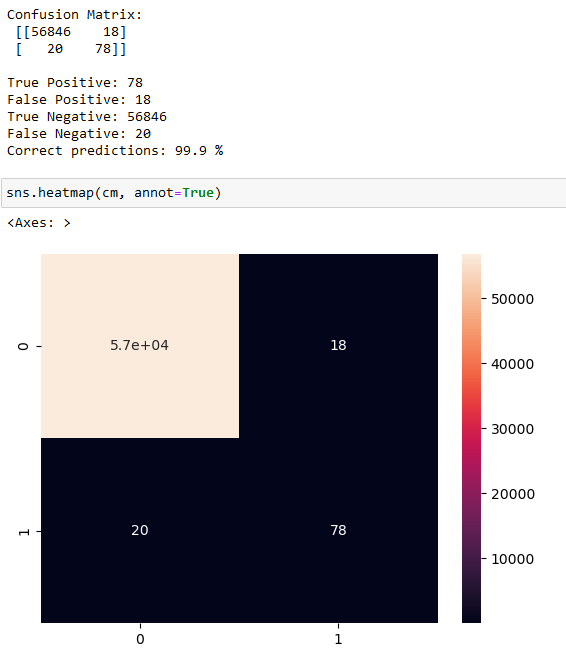 Confusion Matrix:
[[56846    18]
[   20    78]]
True Positive: 78
False Positive: 18
True Negative: 56846
False Negative: 20
Correct predictions: 99.9 %
sns.heatmap(cm, annot=True)
<Axes: >
50000
0
5.7e+04
18
40000
30000
20000
1
20
78
10000
0
1